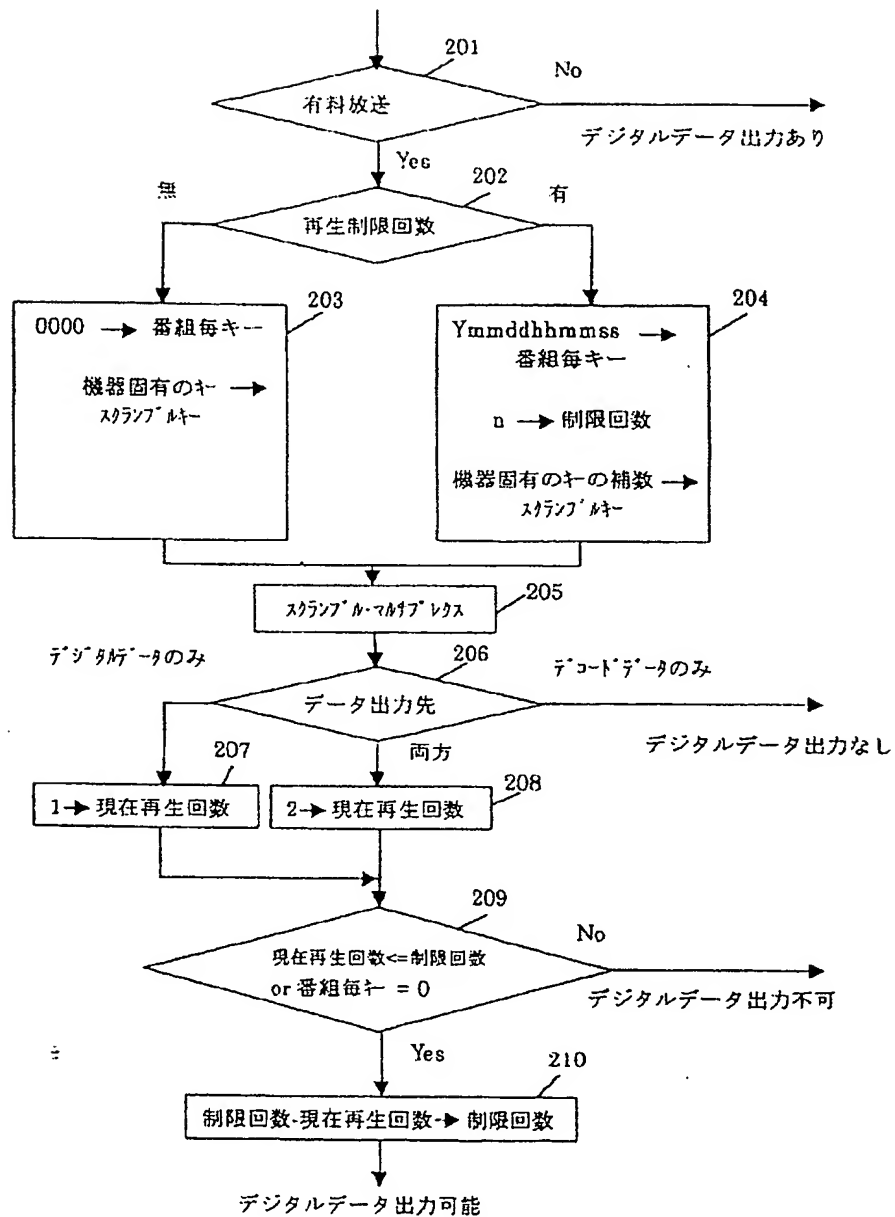 201
No
有料放送
デジタルデータ出力あり
Yes
202
無
有
再生制限回数
203
0000 → 番組毎キー
機器固有のキー →
スクランブルキー
204
Ymmddhhmmss →
番組毎キー
n → 制限回数
機器固有のキーの補数 →
スクランブルキー
スクランブル・マルチプレクス
205
デジタルデータのみ
206
デコードデータのみ
データ出力先
デジタルデータ出力なし
両方
207
1→現在再生回数
208
2→現在再生回数
209
No
現在再生回数<=制限回数
or 番組毎キー = 0
デジタルデータ出力不可
Yes
210
制限回数-現在再生回数-→ 制限回数
デジタルデータ出力可能